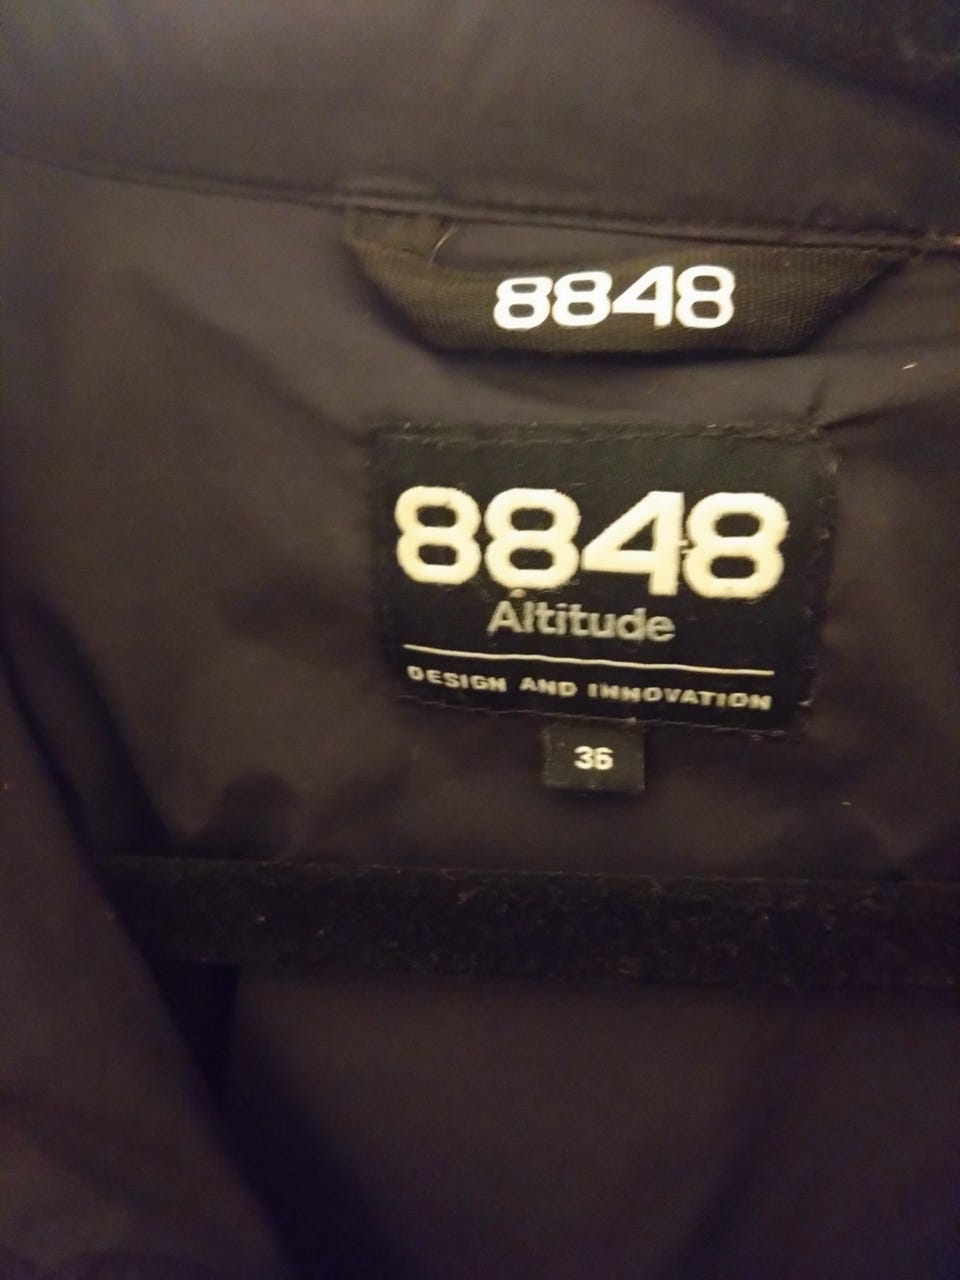 8848
8848
Altitude
DESIGN AND INNOVATION
36